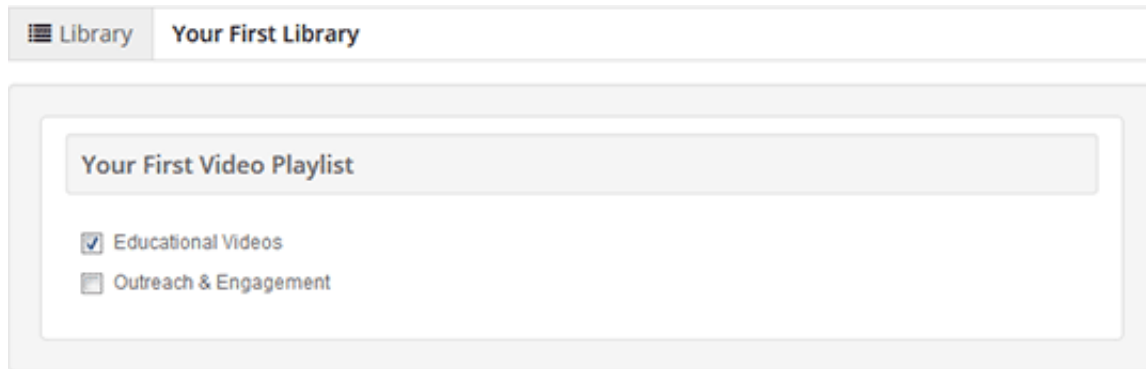 Library Your First Library
Your First Video Playlist
Educational Videos
Outreach & Engagement